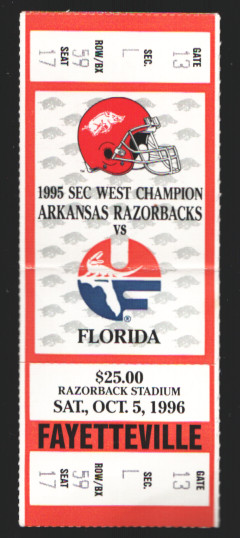 GATE 13
SEC. L
ROW/BX 59
SEAT 17
1995 SEC WEST CHAMPION
ARKANSAS RAZORBACKS
VS
UF
®
FLORIDA
$25.00
RAZORBACK STADIUM
SAT., OCT. 5, 1996
FAYETTEVILLE
GATE 13
SEC. L
ROW/BX 59
SEAT 17